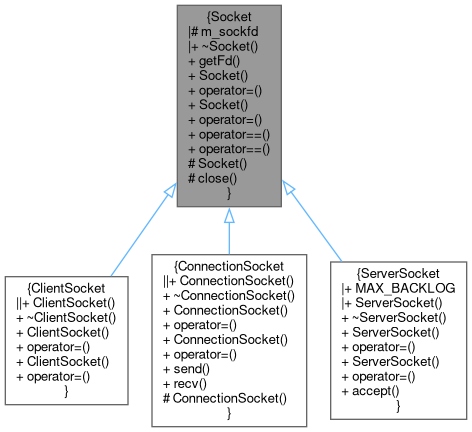 {Socket
|# m_sockfd
|+ ~Socket()
+ getFd()
+ Socket()
+ operator=()
+ Socket()
+ operator=()
+ operator==()
+ operator==()
# Socket()
# close()
}
{ClientSocket
||+ ClientSocket()
+ ~ClientSocket()
+ ClientSocket()
+ operator=()
+ ClientSocket()
+ operator=()
}
{ConnectionSocket
||+ ConnectionSocket()
+ ~ConnectionSocket()
+ ConnectionSocket()
+ operator=()
+ ConnectionSocket()
+ operator=()
+ send()
+ recv()
# ConnectionSocket()
}
{ServerSocket
|+ MAX_BACKLOG
|+ ServerSocket()
+ ~ServerSocket()
+ ServerSocket()
+ operator=()
+ ServerSocket()
+ operator=()
+ accept()
}